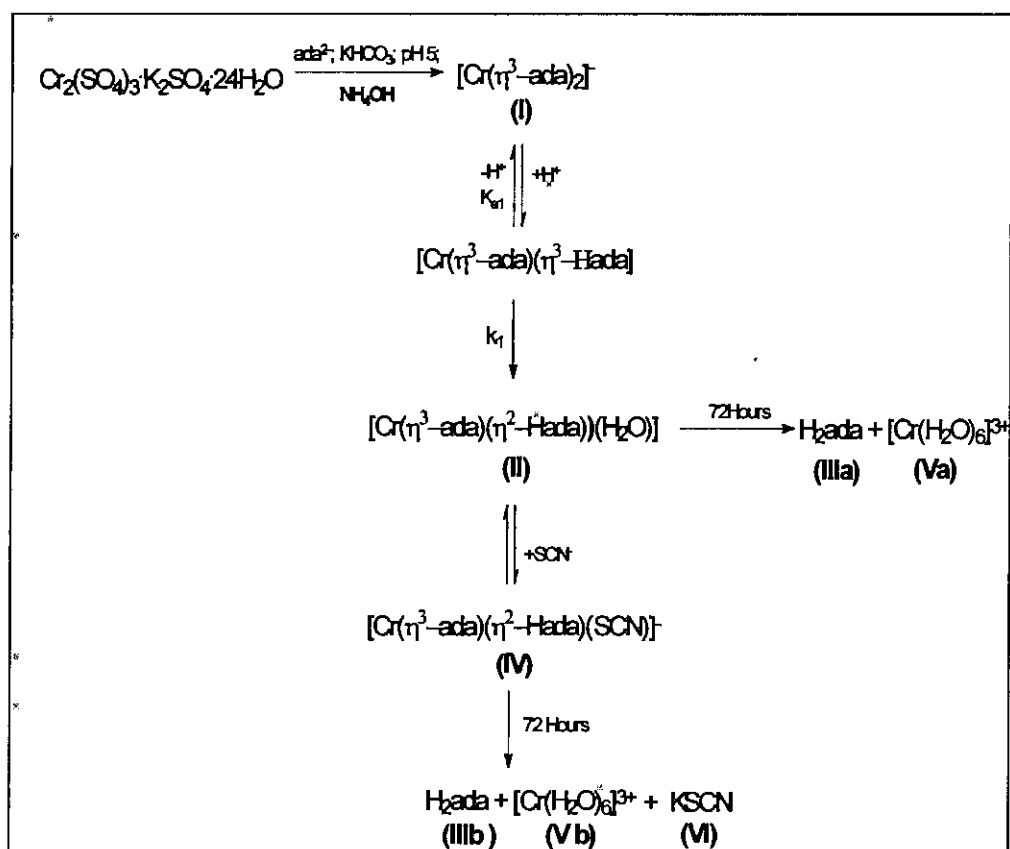 ada²⁻; KHCO₃; pH 5;
Cr₂(SO₄)₃·K₂SO₄·24H₂O
NH₄OH
[Cr(η³–ada)₂]⁻
(I)
-H⁺
+H⁺
Kₐ₁
[Cr(η³–ada)(η³–Hada]
k₁
[Cr(η³–ada)(η²–Hada))(H₂O)]
(II)
72Hours
H₂ada + [Cr(H₂O)₆]³⁺
(IIIa)
(Va)
+SCN⁻
[Cr(η³–ada)(η²–Hada)(SCN)]⁻
(IV)
72 Hours
H₂ada + [Cr(H₂O)₆]³⁺ + KSCN
(IIIb)
(Vb)
(VI)